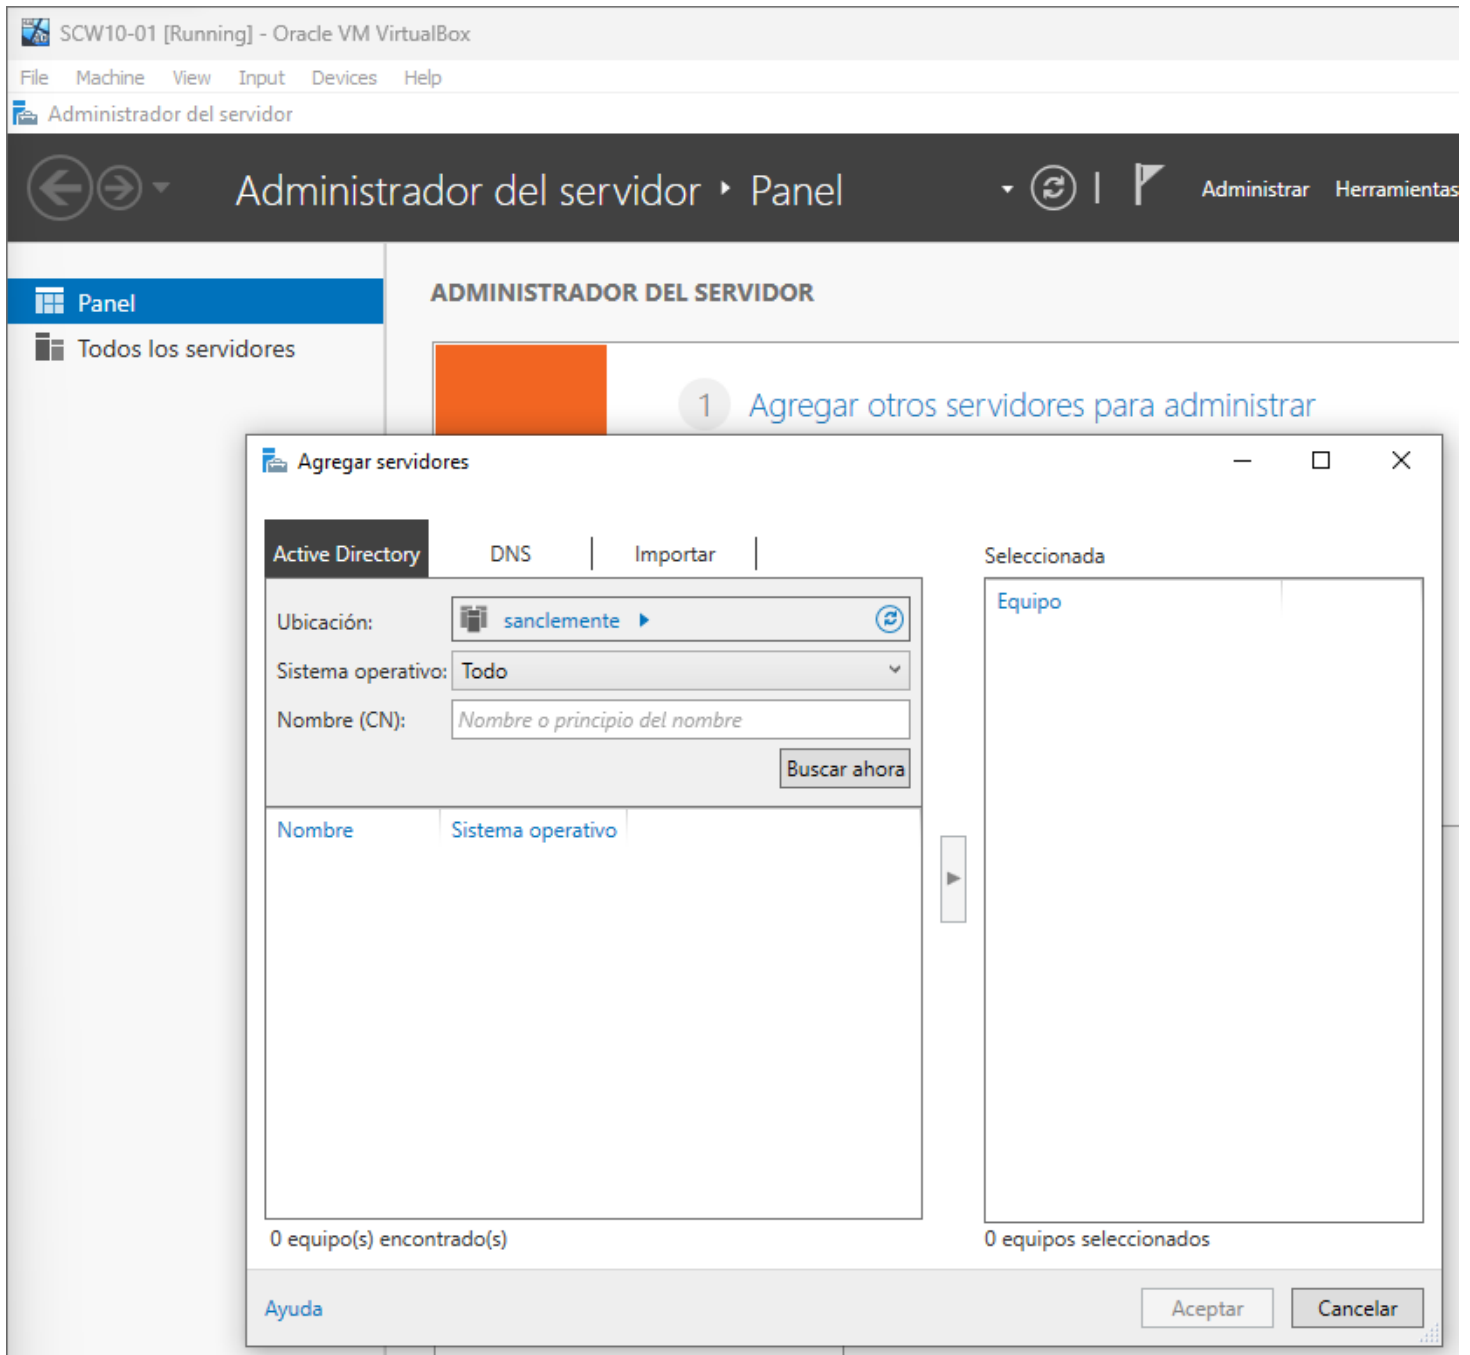 SCW10-01 [Running] - Oracle VM VirtualBox
File Machine View Input Devices Help
Administrador del servidor
Administrador del servidor Panel
Administrar Herramientas
Panel
Todos los servidores
ADMINISTRADOR DEL SERVIDOR
1 Agregar otros servidores para administrar
Agregar servidores
Active Directory DNS Importar
Seleccionada
Ubicación: sanclemente
Equipo
Sistema operativo: Todo
Nombre (CN): Nombre o principio del nombre
Buscar ahora
Nombre Sistema operativo
0 equipo(s) encontrado(s)
0 equipos seleccionados
Ayuda
Aceptar Cancelar